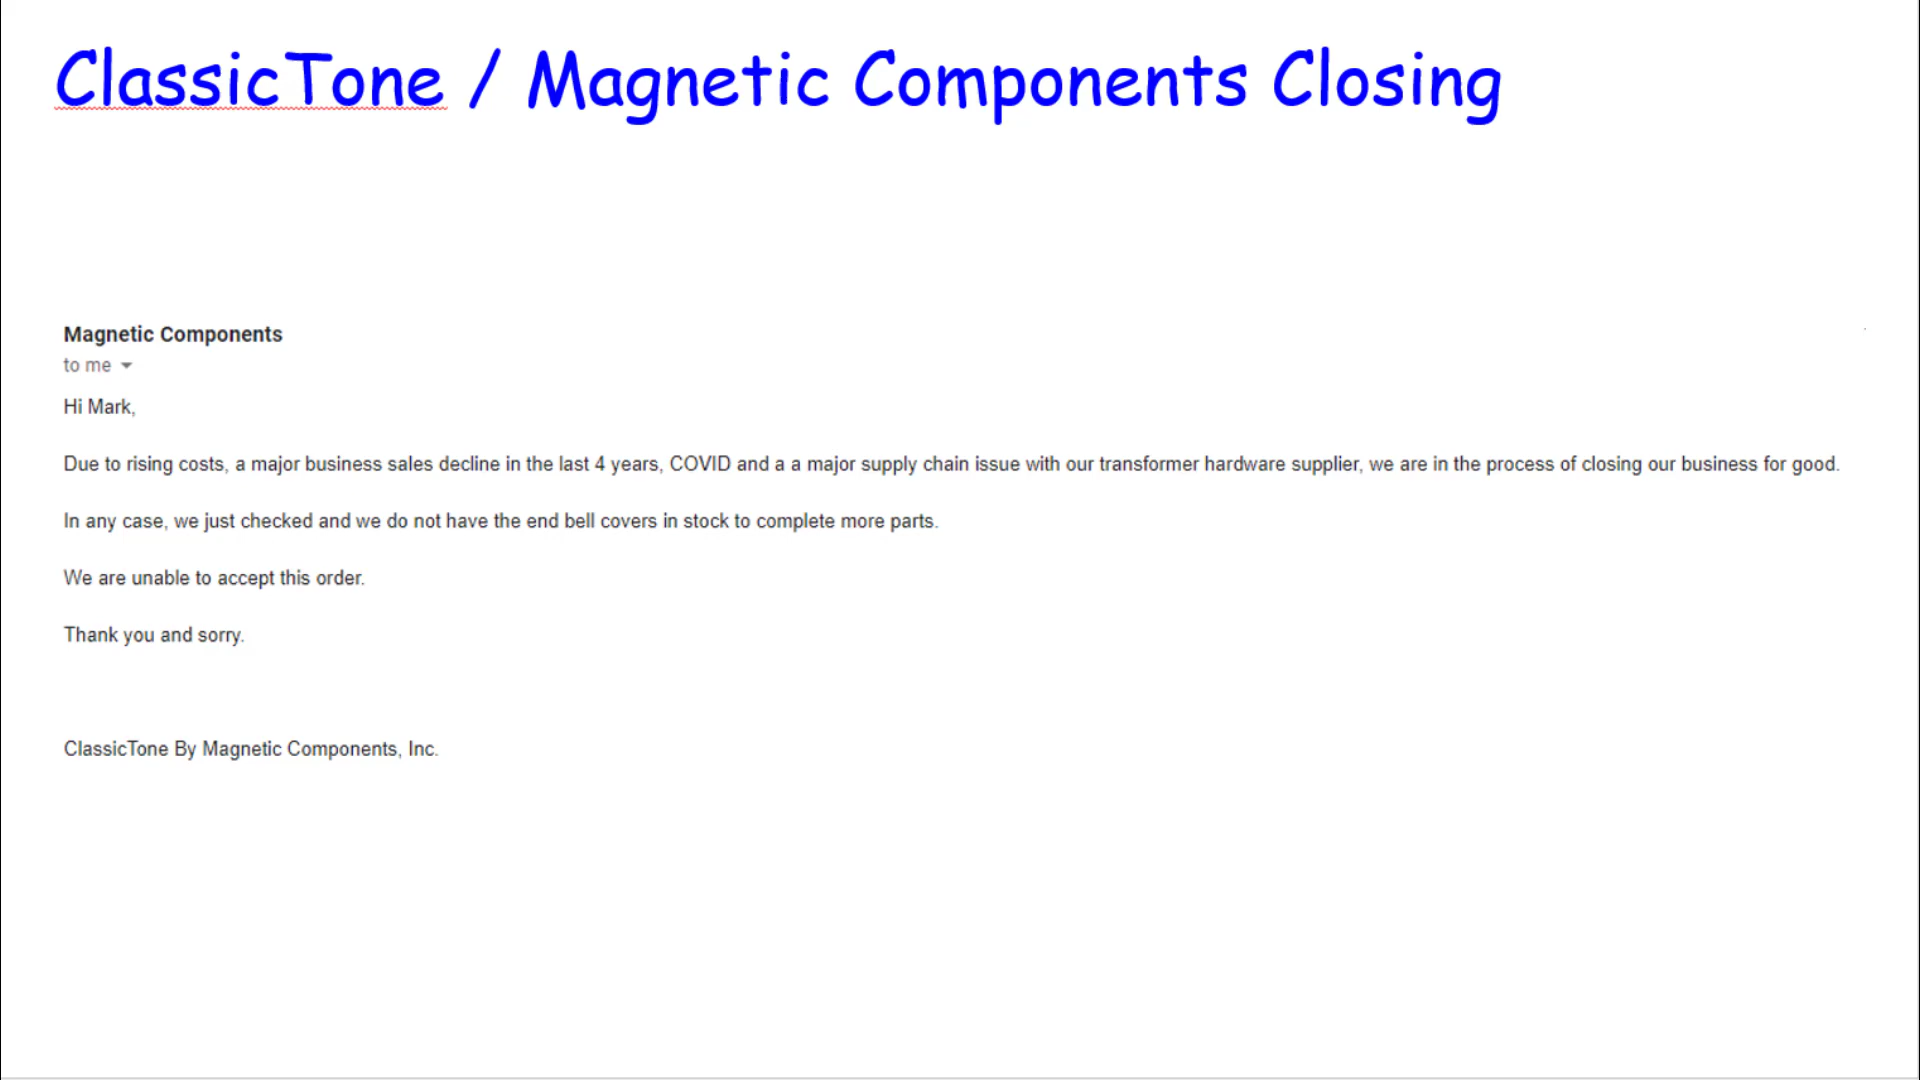 ClassicTone / Magnetic Components Closing
Magnetic Components
to me
Hi Mark,
Due to rising costs, a major business sales decline in the last 4 years, COVID and a a major supply chain issue with our transformer hardware supplier, we are in the process of closing our business for good.
In any case, we just checked and we do not have the end bell covers in stock to complete more parts.
We are unable to accept this order.
Thank you and sorry.
ClassicTone By Magnetic Components, Inc.